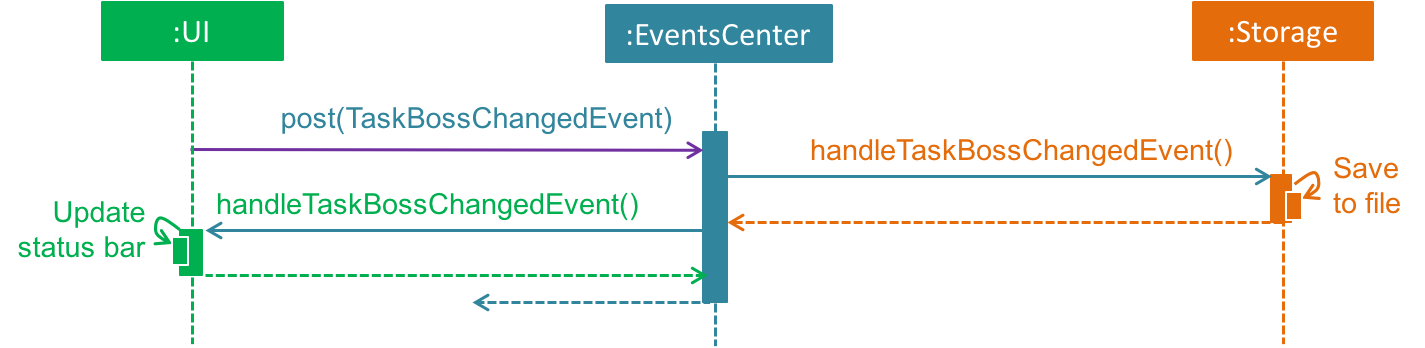 :UI
:EventsCenter
:Storage
post(TaskBossChangedEvent)
handleTaskBossChangedEvent()
Save
to file
handleTaskBossChangedEvent()
Update
status bar